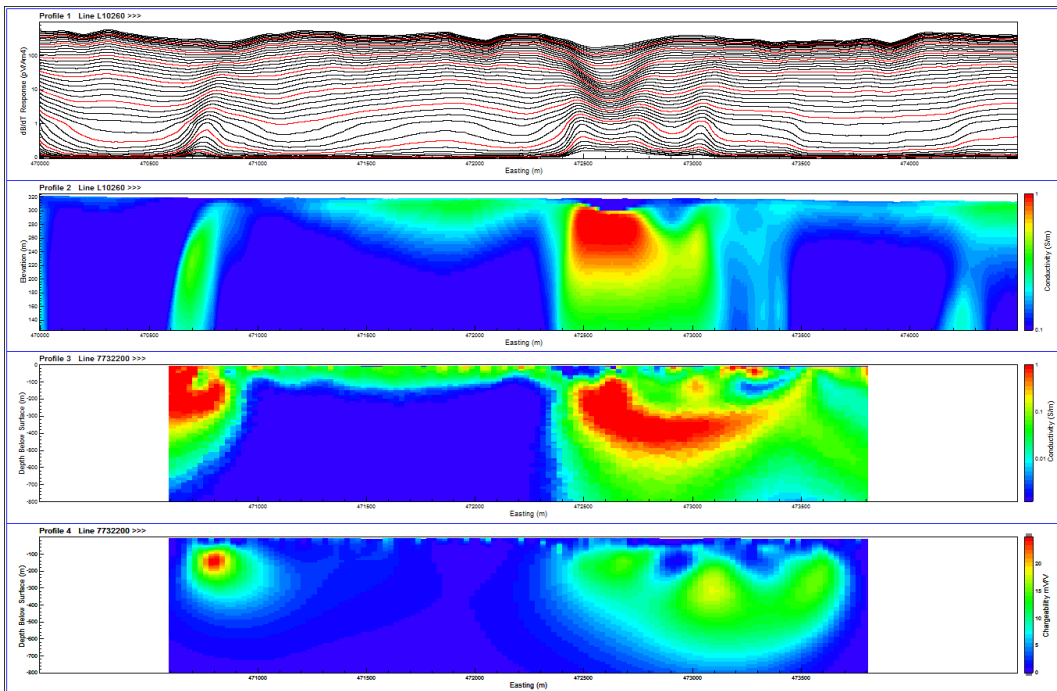 Profile 1 Line L10260 >>>
dB/dT Response (pV/Am4)
100
10
1
0
470000 470500 471000 471500 472000 472500 473000 473500 474000
Easting (m)
Profile 2 Line L10260 >>>
Elevation (m)
320
300
280
260
240
220
200
180
160
140
470000 470500 471000 471500 472000 472500 473000 473500 474000
Easting (m)
1
0.1
Conductivity (S/m)
Profile 3 Line 7732200 >>>
Depth Below Surface (m)
0
-100
-200
-300
-400
-500
-600
-700
-800
471000 471500 472000 472500 473000 473500
Easting (m)
1
0.1
0.01
Conductivity (S/m)
Profile 4 Line 7732200 >>>
Depth Below Surface (m)
-100
-200
-300
-400
-500
-600
-700
-800
471000 471500 472000 472500 473000 473500
Easting (m)
20
15
10
5
0
Chargeability mV/V